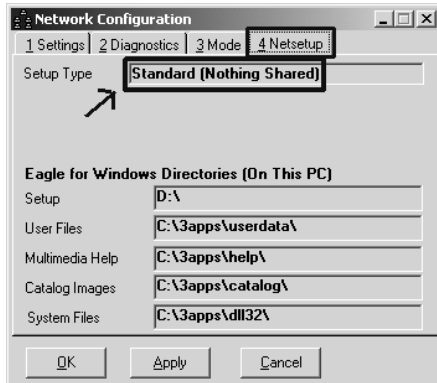 Network Configuration
1 Settings 2 Diagnostics 3 Mode 4 Netsetup
Setup Type Standard (Nothing Shared)
Eagle for Windows Directories (On This PC)
Setup D:\
User Files C:\3apps\userdata\
Multimedia Help C:\3apps\help\
Catalog Images C:\3apps\catalog\
System Files C:\3apps\dll32\
OK Apply Cancel